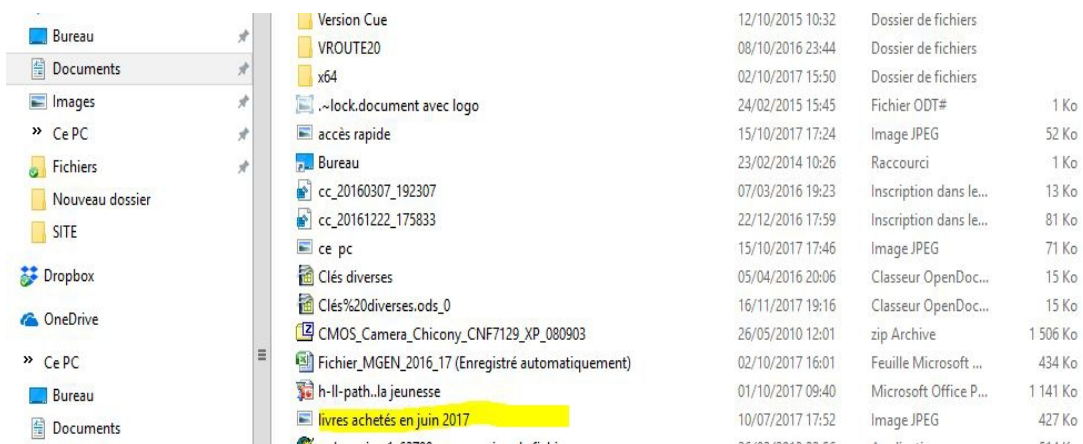 Bureau
Documents
Images
» Ce PC
Fichiers
Nouveau dossier
SITE
Dropbox
OneDrive
» Ce PC
Bureau
Documents
Version Cue 12/10/2015 10:32 Dossier de fichiers
VROUTE20 08/10/2016 23:44 Dossier de fichiers
x64 02/10/2017 15:50 Dossier de fichiers
.~lock.document avec logo 24/02/2015 15:45 Fichier ODT# 1 Ko
accès rapide 15/10/2017 17:24 Image JPEG 52 Ko
Bureau 23/02/2014 10:26 Raccourci 1 Ko
cc_20160307_192307 07/03/2016 19:23 Inscription dans le... 13 Ko
cc_20161222_175833 22/12/2016 17:59 Inscription dans le... 81 Ko
ce pc 15/10/2017 17:46 Image JPEG 71 Ko
Clés diverses 05/04/2016 20:06 Classeur OpenDoc... 15 Ko
Clés%20diverses.ods_0 16/11/2017 19:16 Classeur OpenDoc... 15 Ko
CMOS_Camera_Chicony_CNF7129_XP_080903 26/05/2010 12:01 zip Archive 1 506 Ko
Fichier_MGEN_2016_17 (Enregistré automatiquement) 02/10/2017 16:01 Feuille Microsoft ... 434 Ko
h-II-path..la jeunesse 01/10/2017 09:40 Microsoft Office P... 1 141 Ko
livres achetés en juin 2017 10/07/2017 17:52 Image JPEG 427 Ko